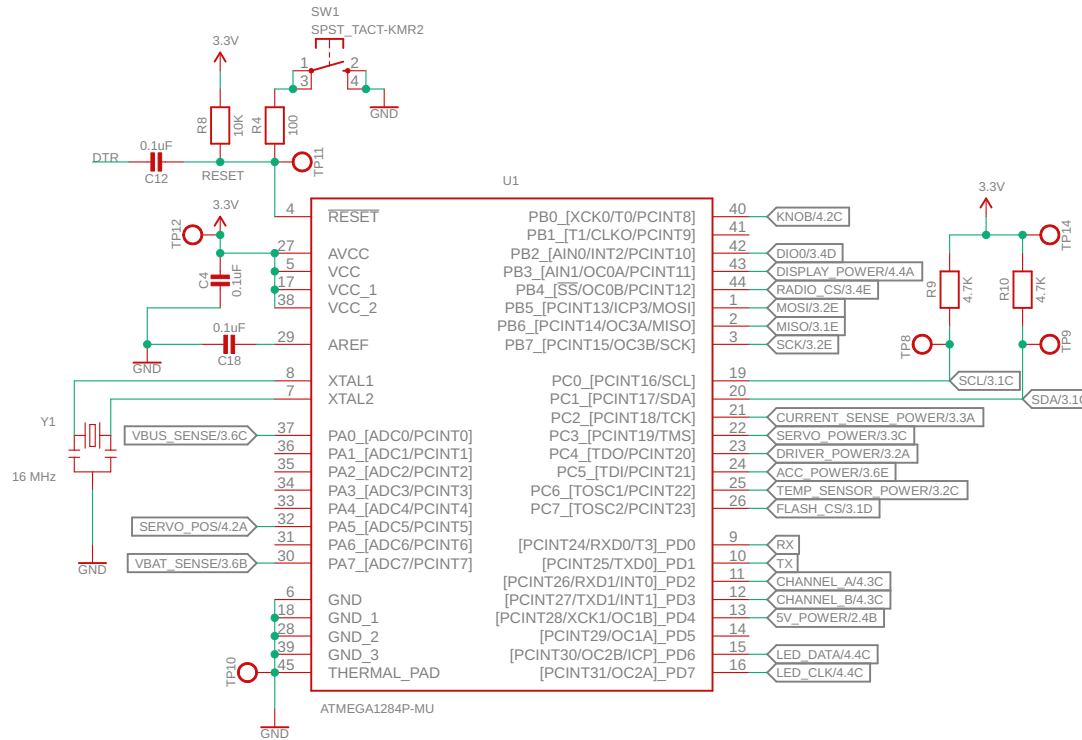 SW1
SPST_TACT-KMR2
3.3V
1
2
3
4
GND
R8
10K
R4
100
0.1uF
DTR
C12
RESET
TP11
U1
4
RESET
3.3V
TP12
27
AVCC
5
VCC
17
VCC_1
38
VCC_2
C4
0.1uF
0.1uF
C18
29
AREF
GND
8
XTAL1
7
XTAL2
Y1
16 MHz
GND
VBUS_SENSE/3.6C
37
PA0_[ADC0/PCINT0]
36
PA1_[ADC1/PCINT1]
35
PA2_[ADC2/PCINT2]
34
PA3_[ADC3/PCINT3]
33
PA4_[ADC4/PCINT4]
SERVO_POS/4.2A
32
PA5_[ADC5/PCINT5]
31
PA6_[ADC6/PCINT6]
VBAT_SENSE/3.6B
30
PA7_[ADC7/PCINT7]
6
GND
18
GND_1
28
GND_2
39
GND_3
45
THERMAL_PAD
TP10
GND
ATMEGA1284P-MU
PB0_[XCK0/T0/PCINT8]
40
KNOB/4.2C
PB1_[T1/CLKO/PCINT9]
41
PB2_[AIN0/INT2/PCINT10]
42
DIO0/3.4D
PB3_[AIN1/OC0A/PCINT11]
43
DISPLAY_POWER/4.4A
PB4_[SS/OC0B/PCINT12]
44
RADIO_CS/3.4E
PB5_[PCINT13/ICP3/MOSI]
1
MOSI/3.2E
PB6_[PCINT14/OC3A/MISO]
2
MISO/3.1E
PB7_[PCINT15/OC3B/SCK]
3
SCK/3.2E
PC0_[PCINT16/SCL]
19
SCL/3.1C
PC1_[PCINT17/SDA]
20
SDA/3.1C
PC2_[PCINT18/TCK]
21
CURRENT_SENSE_POWER/3.3A
PC3_[PCINT19/TMS]
22
SERVO_POWER/3.3C
PC4_[TDO/PCINT20]
23
DRIVER_POWER/3.2A
PC5_[TDI/PCINT21]
24
ACC_POWER/3.6E
PC6_[TOSC1/PCINT22]
25
TEMP_SENSOR_POWER/3.2C
PC7_[TOSC2/PCINT23]
26
FLASH_CS/3.1D
[PCINT24/RXD0/T3]_PD0
9
RX
[PCINT25/TXD0]_PD1
10
TX
[PCINT26/RXD1/INT0]_PD2
11
CHANNEL_A/4.3C
[PCINT27/TXD1/INT1]_PD3
12
CHANNEL_B/4.3C
[PCINT28/XCK1/OC1B]_PD4
13
5V_POWER/2.4B
[PCINT29/OC1A]_PD5
14
[PCINT30/OC2B/ICP]_PD6
15
LED_DATA/4.4C
[PCINT31/OC2A]_PD7
16
LED_CLK/4.4C
3.3V
TP14
R9
4.7K
R10
4.7K
TP8
TP9